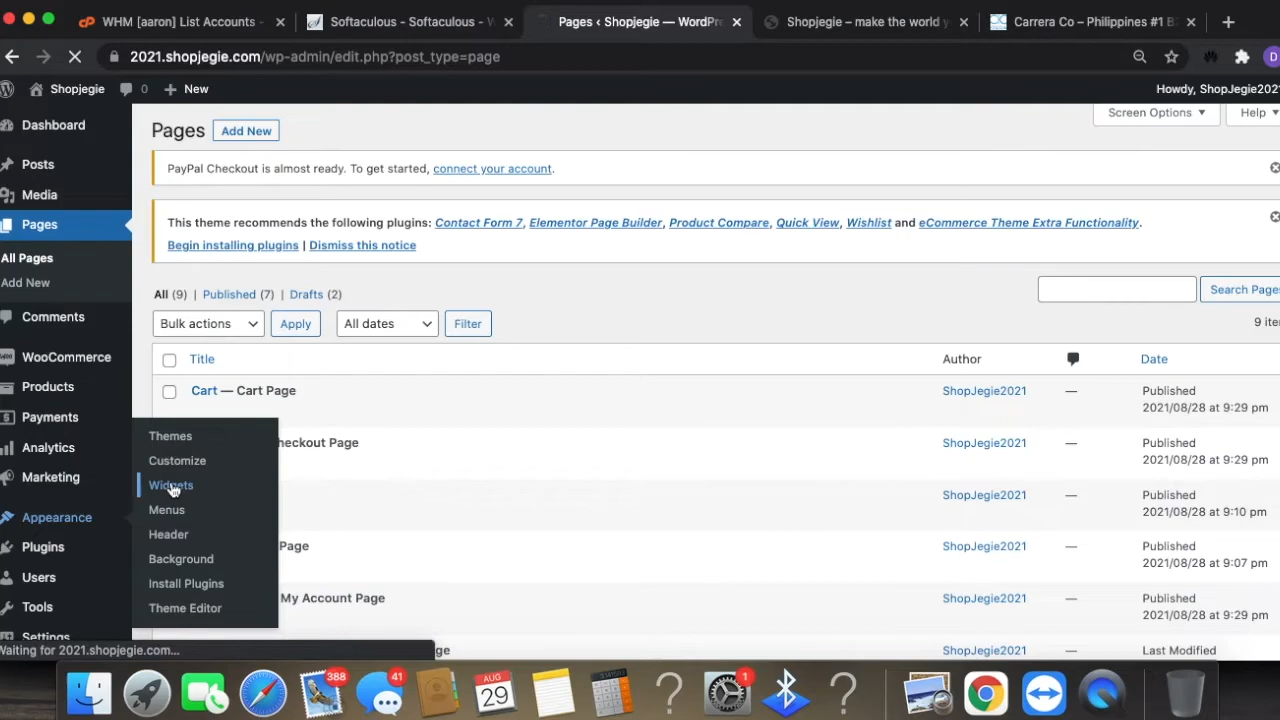 WHM [aaron] List Accounts -
Softaculous - Softaculous - W
Pages ‹ Shopjegie — WordPre
Shopjegie – make the world y
Carrera Co – Philippines #1 B
2021.shopjegie.com/wp-admin/edit.php?post_type=page
Shopjegie
0
New
Howdy, ShopJegie2021
Dashboard
Posts
Media
Pages
All Pages
Add New
Comments
WooCommerce
Products
Payments
Analytics
Marketing
Appearance
Plugins
Users
Tools
Settings
Themes
Customize
Widgets
Menus
Header
Background
Install Plugins
Theme Editor
Pages
Add New
Screen Options
Help
PayPal Checkout is almost ready. To get started, connect your account.
This theme recommends the following plugins: Contact Form 7, Elementor Page Builder, Product Compare, Quick View, Wishlist and eCommerce Theme Extra Functionality.
Begin installing plugins | Dismiss this notice
All (9) | Published (7) | Drafts (2)
Search Pages
Bulk actions
Apply
All dates
Filter
9 ite
Title
Author
Date
Cart — Cart Page
ShopJegie2021
—
Published
2021/08/28 at 9:29 pm
heckout Page
ShopJegie2021
—
Published
2021/08/28 at 9:29 pm
ShopJegie2021
—
Published
2021/08/28 at 9:10 pm
Page
ShopJegie2021
—
Published
2021/08/28 at 9:07 pm
My Account Page
ShopJegie2021
—
Published
2021/08/28 at 9:29 pm
ge
ShopJegie2021
—
Last Modified
Waiting for 2021.shopjegie.com...
388
41
AUG
29
1